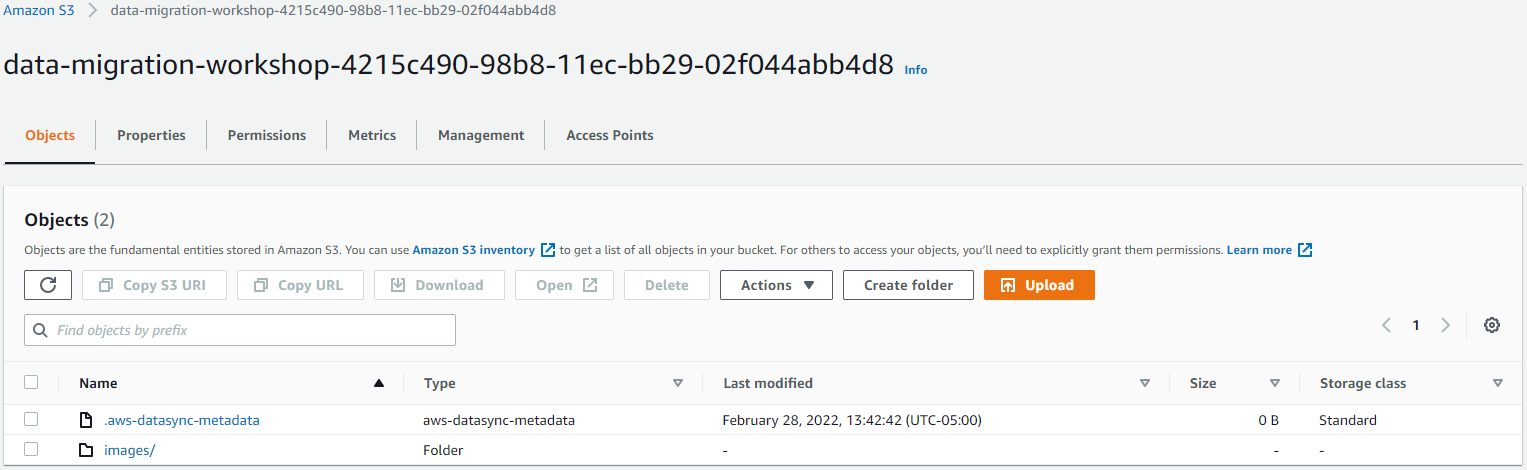 Amazon S3 > data-migration-workshop-4215c490-98b8-11ec-bb29-02f044abb4d8
data-migration-workshop-4215c490-98b8-11ec-bb29-02f044abb4d8 Info
Objects Properties Permissions Metrics Management Access Points
Objects (2)
Objects are the fundamental entities stored in Amazon S3. You can use Amazon S3 inventory to get a list of all objects in your bucket. For others to access your objects, you'll need to explicitly grant them permissions. Learn more
Copy S3 URI Copy URL Download Open Delete Actions Create folder Upload
Find objects by prefix 1
Name Type Last modified Size Storage class
.aws-datasync-metadata aws-datasync-metadata February 28, 2022, 13:42:42 (UTC-05:00) 0 B Standard
images/ Folder - - -